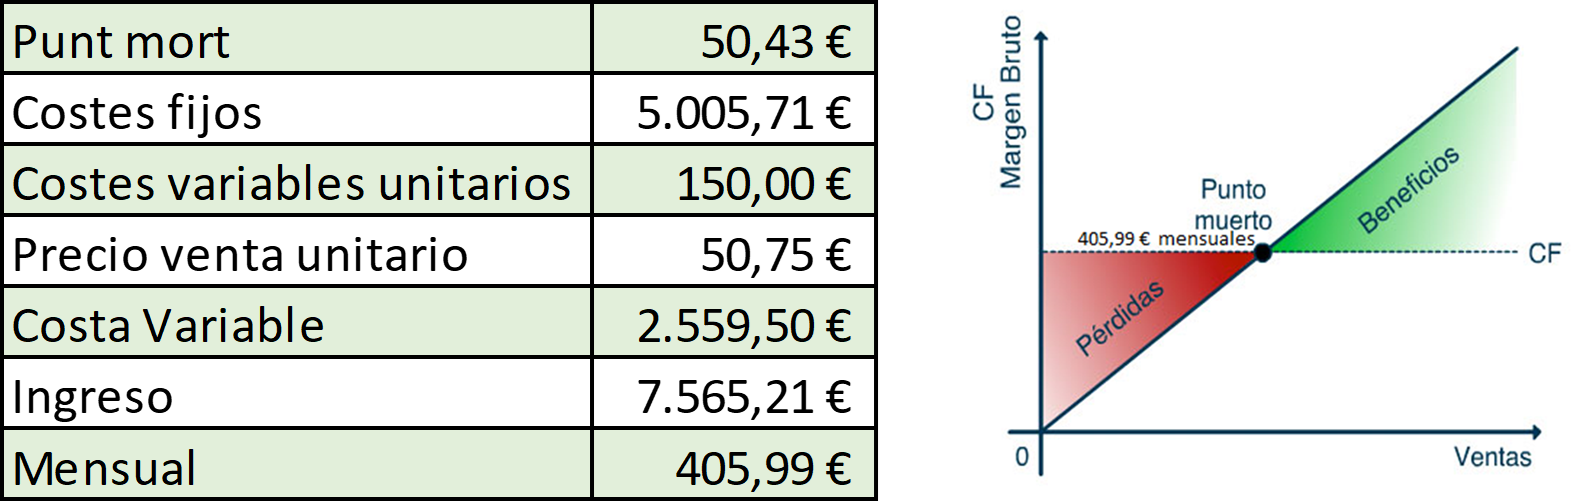 Punt mort 50,43 €
Costes fijos 5.005,71 €
Costes variables unitarios 150,00 €
Precio venta unitario 50,75 €
Costa Variable 2.559,50 €
Ingreso 7.565,21 €
Mensual 405,99 €
CF
Margen Bruto
Punto
muerto
405,99 € mensuales
Beneficios
CF
Pérdidas
0
Ventas